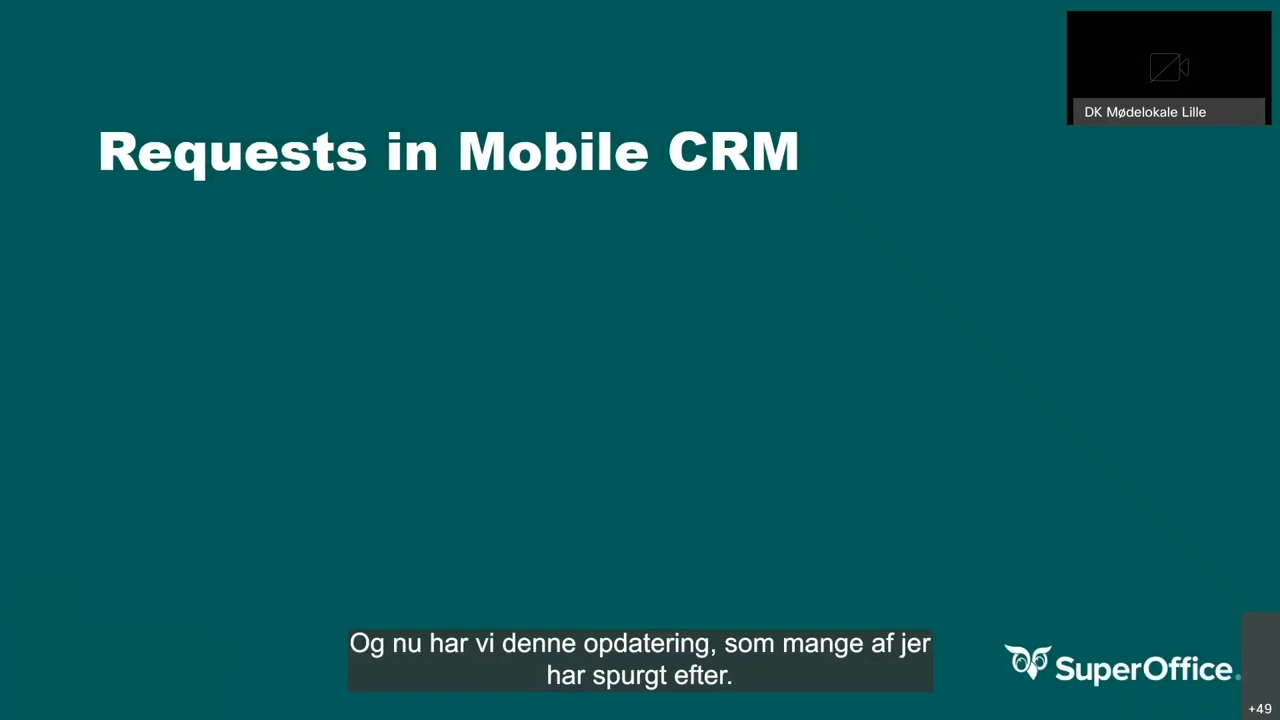 DK Mødelokale Lille
Requests in Mobile CRM
Og nu har vi denne opdatering, som mange af jer
har spurgt efter.
SuperOffice®
+49